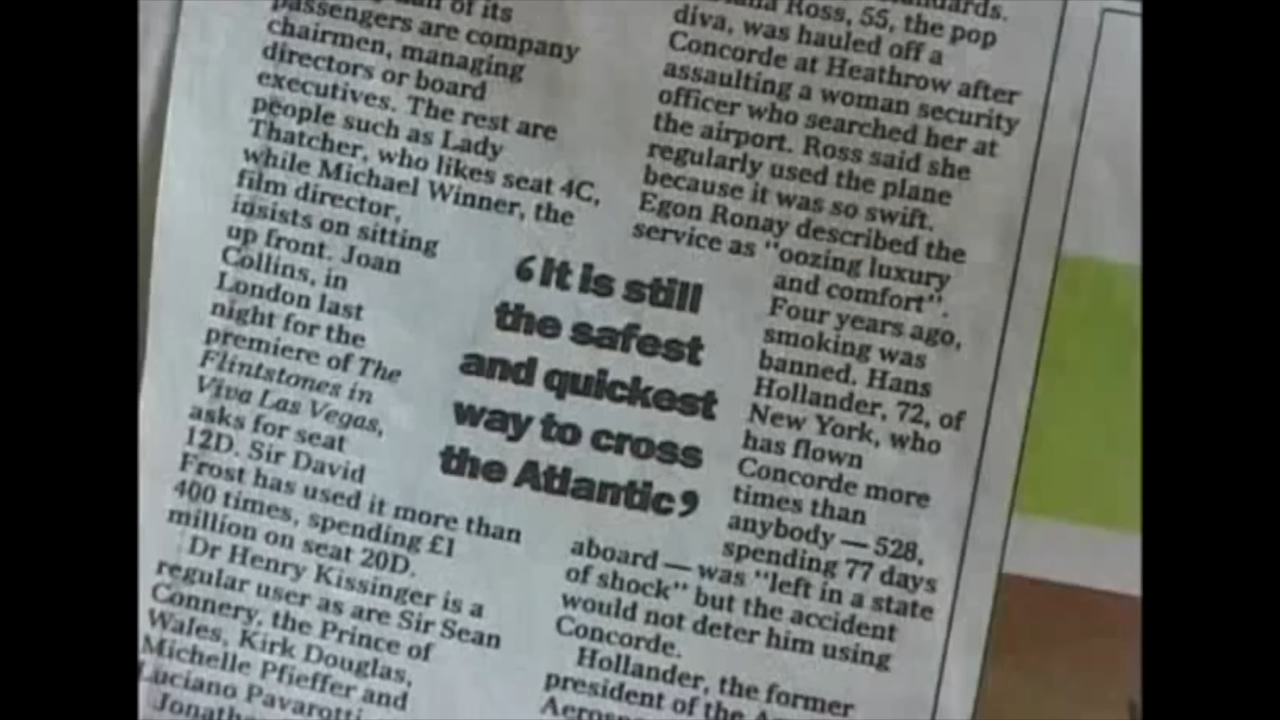 of its
passengers are company
chairmen, managing
directors or board
executives. The rest are
people such as Lady
Thatcher, who likes seat 4C,
while Michael Winner, the
film director,
insists on sitting
up front. Joan
Collins, in
London last
night for the
premiere of The
Flintstones in
Viva Las Vegas,
asks for seat
12D. Sir David
Frost has used it more than
400 times, spending £1
million on seat 20D.
Dr Henry Kissinger is a
regular user as are Sir Sean
Connery, the Prince of
Wales, Kirk Douglas,
Michelle Pfieffer and
Luciano Pavarotti
‘It is still
the safest
and quickest
way to cross
the Atlantic’
Ross, 55, the pop
diva, was hauled off a
Concorde at Heathrow after
assaulting a woman security
officer who searched her at
the airport. Ross said she
regularly used the plane
because it was so swift.
Egon Ronay described the
service as "oozing luxury
and comfort".
Four years ago,
smoking was
banned. Hans
Hollander, 72, of
New York, who
has flown
Concorde more
times than
anybody — 528,
spending 77 days
aboard — was "left in a state
of shock" but the accident
would not deter him using
Concorde.
Hollander, the former
president of the